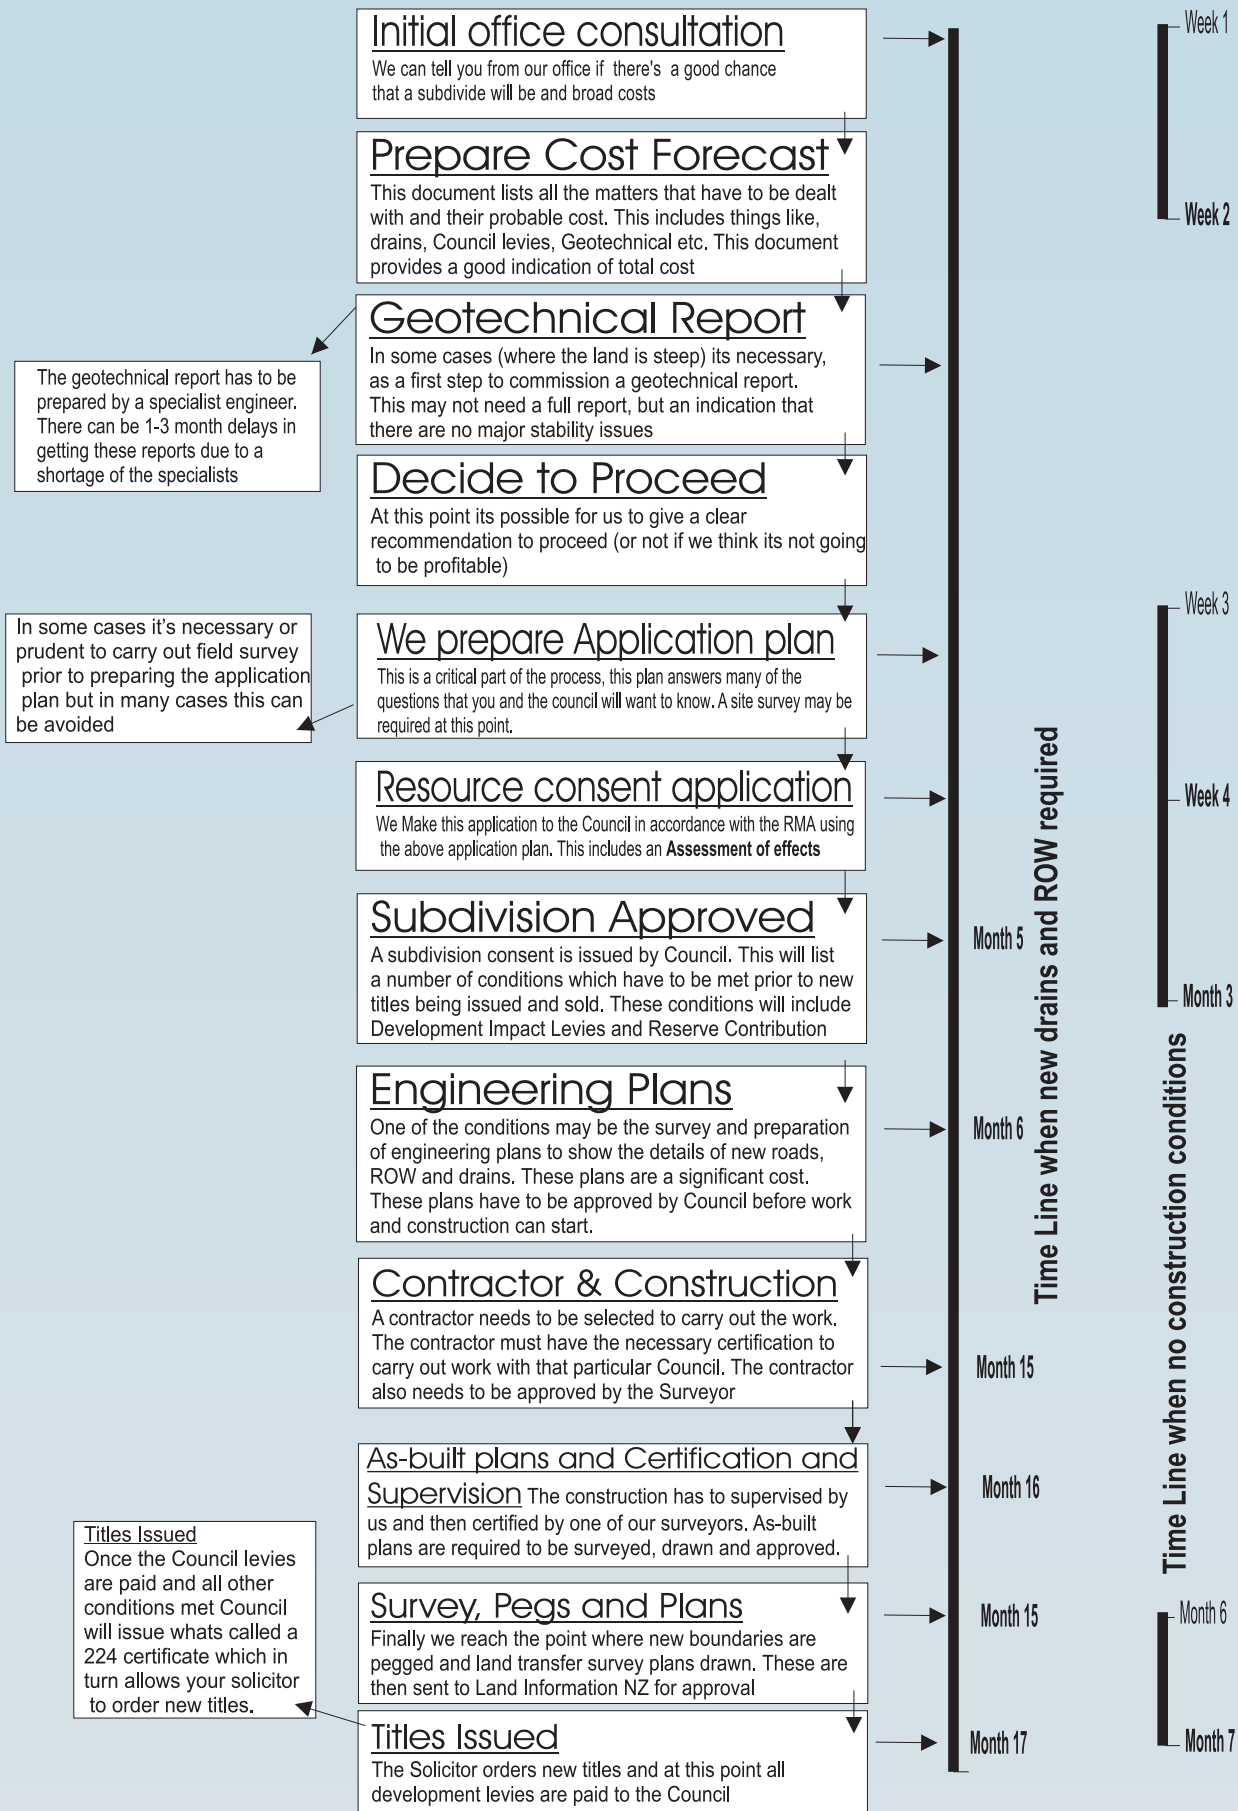 Initial office consultation
We can tell you from our office if there's a good chance
that a subdivide will be and broad costs
Prepare Cost Forecast
This document lists all the matters that have to be dealt
with and their probable cost. This includes things like,
drains, Council levies, Geotechnical etc. This document
provides a good indication of total cost
Geotechnical Report
In some cases (where the land is steep) its necessary,
as a first step to commission a geotechnical report.
This may not need a full report, but an indication that
there are no major stability issues
The geotechnical report has to be
prepared by a specialist engineer.
There can be 1-3 month delays in
getting these reports due to a
shortage of the specialists
Decide to Proceed
At this point its possible for us to give a clear
recommendation to proceed (or not if we think its not going
to be profitable)
We prepare Application plan
This is a critical part of the process, this plan answers many of the
questions that you and the council will want to know. A site survey may be
required at this point.
In some cases it's necessary or
prudent to carry out field survey
prior to preparing the application
plan but in many cases this can
be avoided
Resource consent application
We Make this application to the Council in accordance with the RMA using
the above application plan. This includes an Assessment of effects
Subdivision Approved
A subdivision consent is issued by Council. This will list
a number of conditions which have to be met prior to new
titles being issued and sold. These conditions will include
Development Impact Levies and Reserve Contribution
Engineering Plans
One of the conditions may be the survey and preparation
of engineering plans to show the details of new roads,
ROW and drains. These plans are a significant cost.
These plans have to be approved by Council before work
and construction can start.
Contractor & Construction
A contractor needs to be selected to carry out the work.
The contractor must have the necessary certification to
carry out work with that particular Council. The contractor
also needs to be approved by the Surveyor
As-built plans and Certification and
Supervision The construction has to supervised by
us and then certified by one of our surveyors. As-built
plans are required to be surveyed, drawn and approved.
Survey, Pegs and Plans
Finally we reach the point where new boundaries are
pegged and land transfer survey plans drawn. These are
then sent to Land Information NZ for approval
Titles Issued
Once the Council levies
are paid and all other
conditions met Council
will issue whats called a
224 certificate which in
turn allows your solicitor
to order new titles.
Titles Issued
The Solicitor orders new titles and at this point all
development levies are paid to the Council
Month 5
Month 6
Month 15
Month 16
Month 15
Month 17
Time Line when new drains and ROW required
Week 1
Week 2
Week 3
Week 4
Month 3
Time Line when no construction conditions
Month 6
Month 7